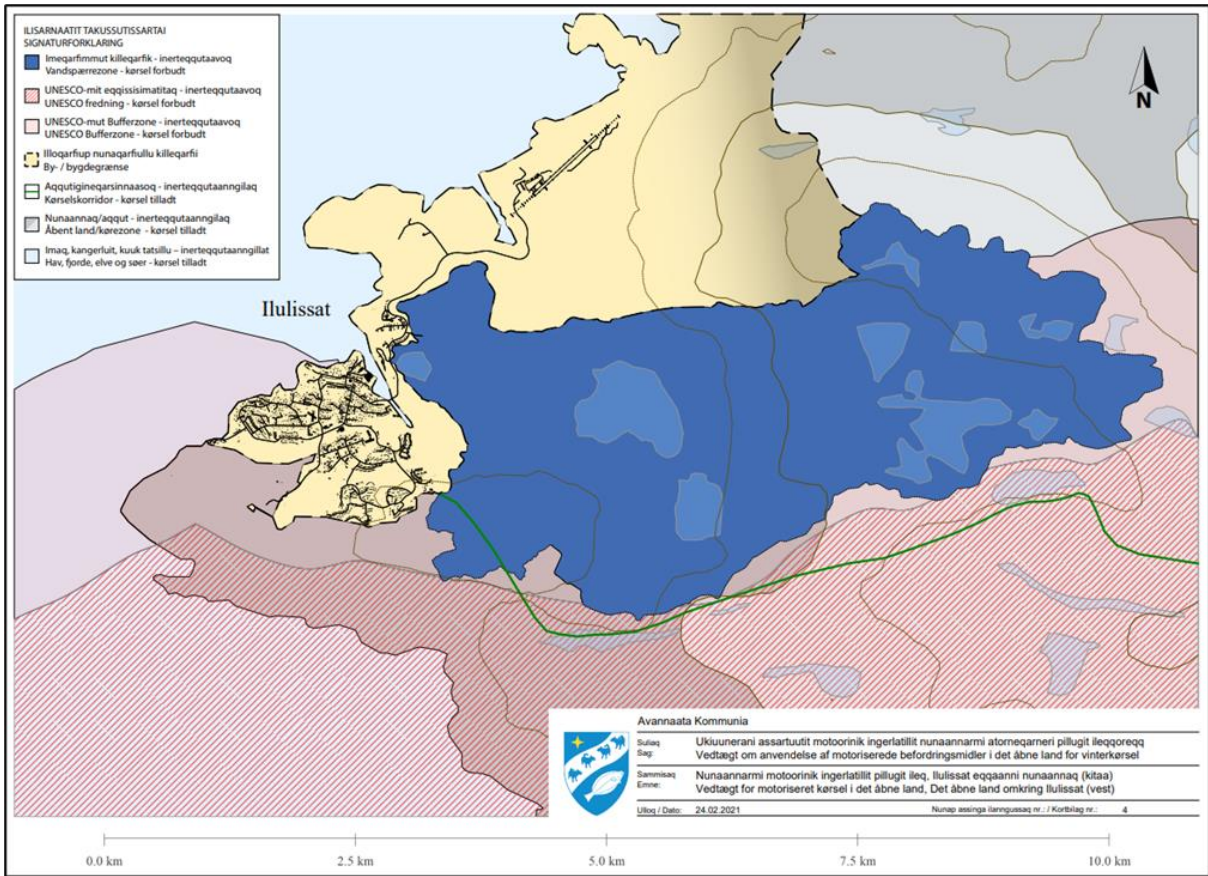 ILISARNAATIT TAKUSSUTISSARTAI
SIGNATURFORKLARING
Imeqarfimmut killeqarfik - inerteqqutaavoq
Vandspærrezone - kørsel forbudt
UNESCO-mit eqqissisimatitaq - inerteqqutaavoq
UNESCO fredning - kørsel forbudt
UNESCO-mut Bufferzone - inerteqqutaavoq
UNESCO Bufferzone - kørsel forbudt
Illoqarfiup nunaqarfiullu killeqarfii
By- / bygdegrænse
Aqqutigineqarsinnaasoq - inerteqqutaanngilaq
Kørselskorridor - kørsel tilladt
Nunaannaq/aqqut - inerteqqutaanngilaq
Åbent land/kørezone - kørsel tilladt
Imaq, kangerluit, kuuk tatsillu – inerteqqutaanngillat
Hav, fjorde, elve og søer - kørsel tilladt
N
Ilulissat
Avannaata Kommunia
Suliaq
Sag:
Ukiuunerani assartuutit motoorinik ingerlatillit nunaannarmi atorneqarneri pillugit ileqqoreqq
Vedtægt om anvendelse af motoriserede befordringsmidler i det åbne land for vinterkørsel
Sammisaq
Emne:
Nunaannarmi motoorinik ingerlatillit pillugit ileq, Ilulissat eqqaanni nunaannaq (kitaa)
Vedtægt for motoriseret kørsel i det åbne land, Det åbne land omkring Ilulissat (vest)
Ulloq / Dato: 24.02.2021 Nunap assinga ilanngussaq nr.: / Kortbilag nr.: 4
0.0 km 2.5 km 5.0 km 7.5 km 10.0 km